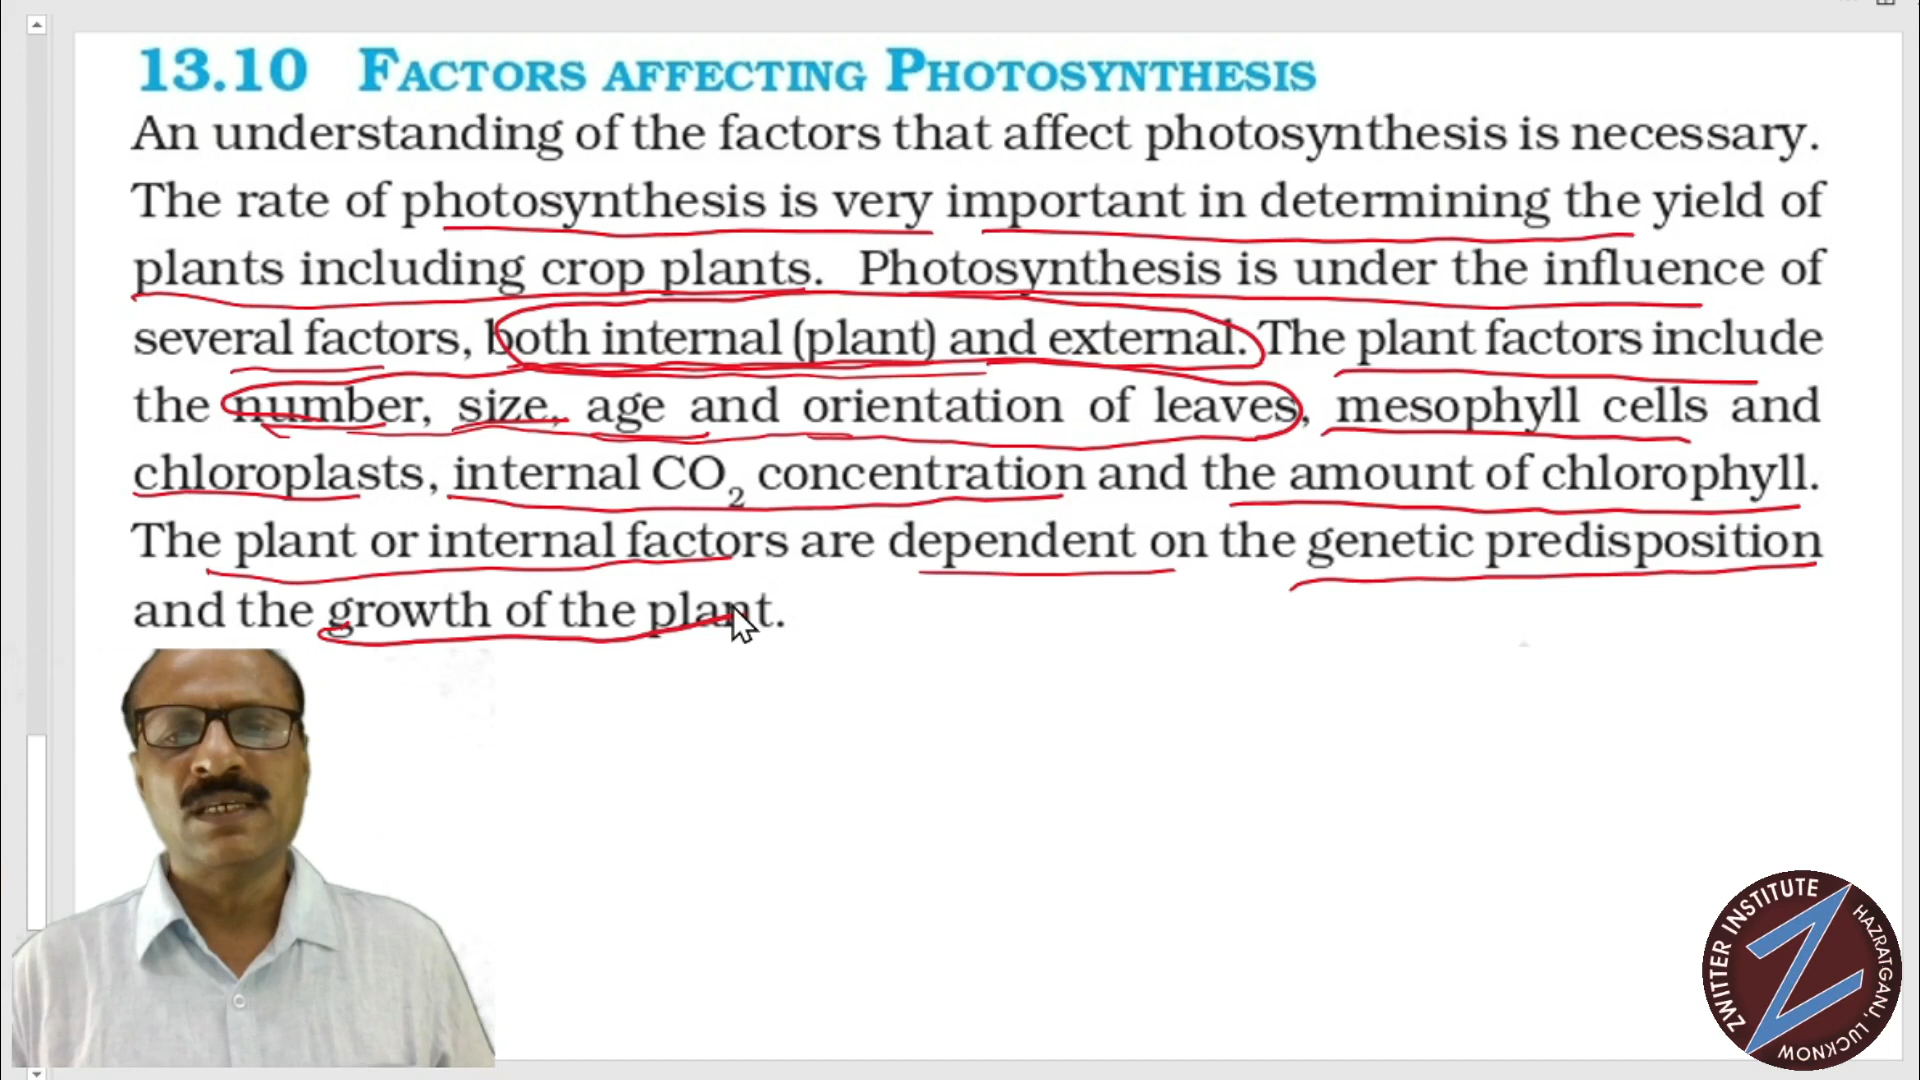 13.10 FACTORS AFFECTING PHOTOSYNTHESIS
An understanding of the factors that affect photosynthesis is necessary.
The rate of photosynthesis is very important in determining the yield of
plants including crop plants. Photosynthesis is under the influence of
several factors, both internal (plant) and external. The plant factors include
the number, size, age and orientation of leaves, mesophyll cells and
chloroplasts, internal CO₂ concentration and the amount of chlorophyll.
The plant or internal factors are dependent on the genetic predisposition
and the growth of the plant.
ZWITTER INSTITUTE
HAZRATGANJ, LUCKNOW
Z